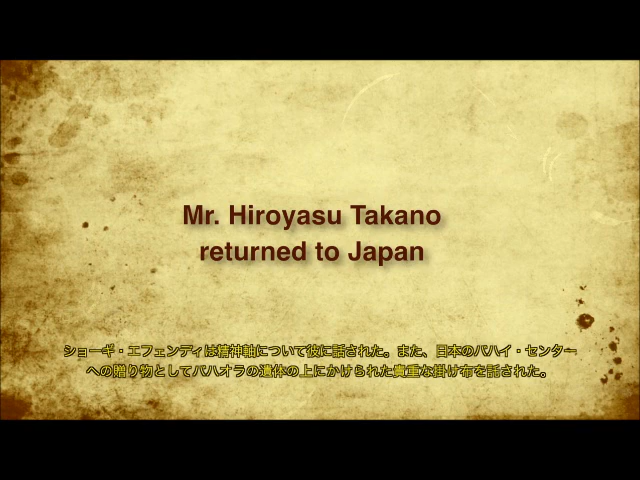 Mr. Hiroyasu Takano
returned to Japan
ショーギ・エフェンディは精神軸について彼に話された。また、日本のバハイ・センター
への贈り物としてバハオラの遺体の上にかけられた貴重な掛け布を話された。